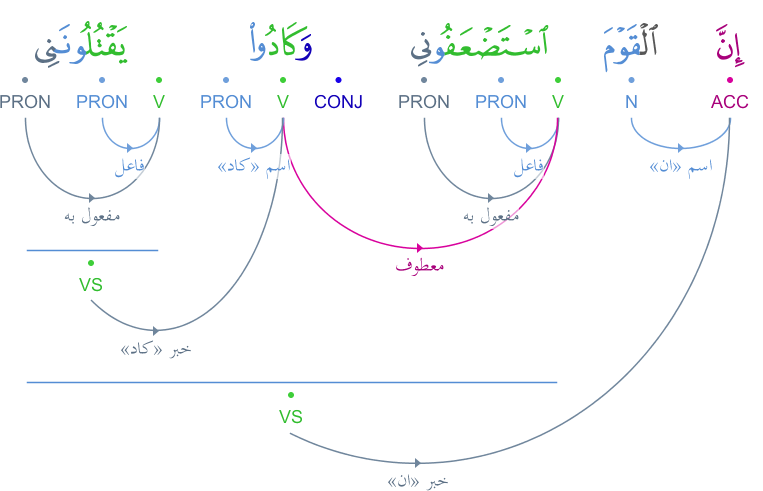 إِنَّ ٱلْقَوْمَ ٱسْتَضْعَفُونِي وَكَادُوا۟ يَقْتُلُونَنِي
ACC N V PRON PRON CONJ V PRON V PRON PRON
اسم «ان» فاعل اسم «كاد» فاعل
مفعول به مفعول به
معطوف
VS
خبر «كاد»
VS
خبر «ان»